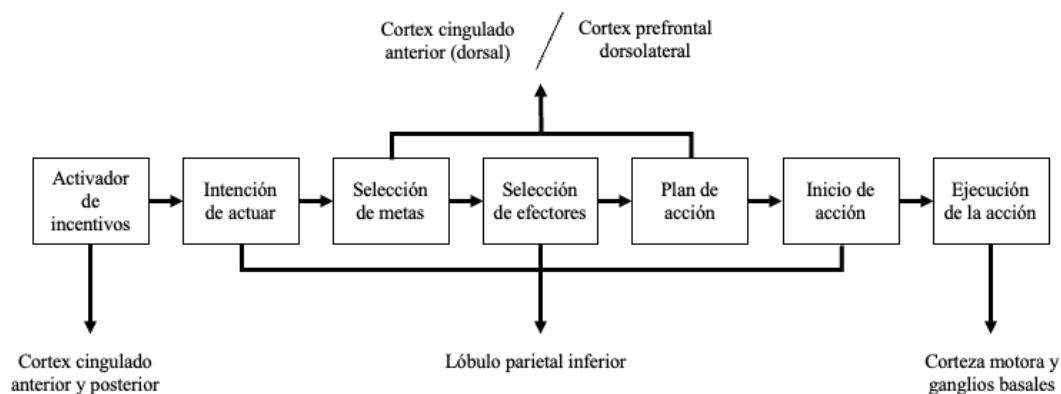 Cortex cingulado
anterior (dorsal)
Cortex prefrontal
dorsolateral
Activador
de
incentivos
Intención
de actuar
Selección
de metas
Selección
de efectores
Plan de
acción
Inicio de
acción
Ejecución
de la acción
Cortex cingulado
anterior y posterior
Lóbulo parietal inferior
Corteza motora y
ganglios basales